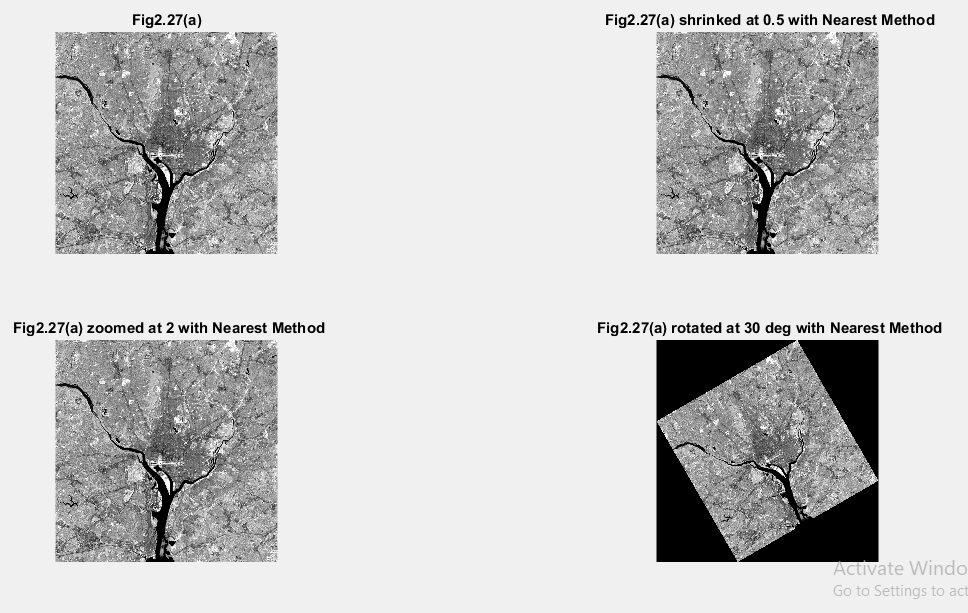 Fig2.27(a)
Fig2.27(a) shrinked at 0.5 with Nearest Method
Fig2.27(a) zoomed at 2 with Nearest Method
Fig2.27(a) rotated at 30 deg with Nearest Method
Activate Windo
Go to Settings to act